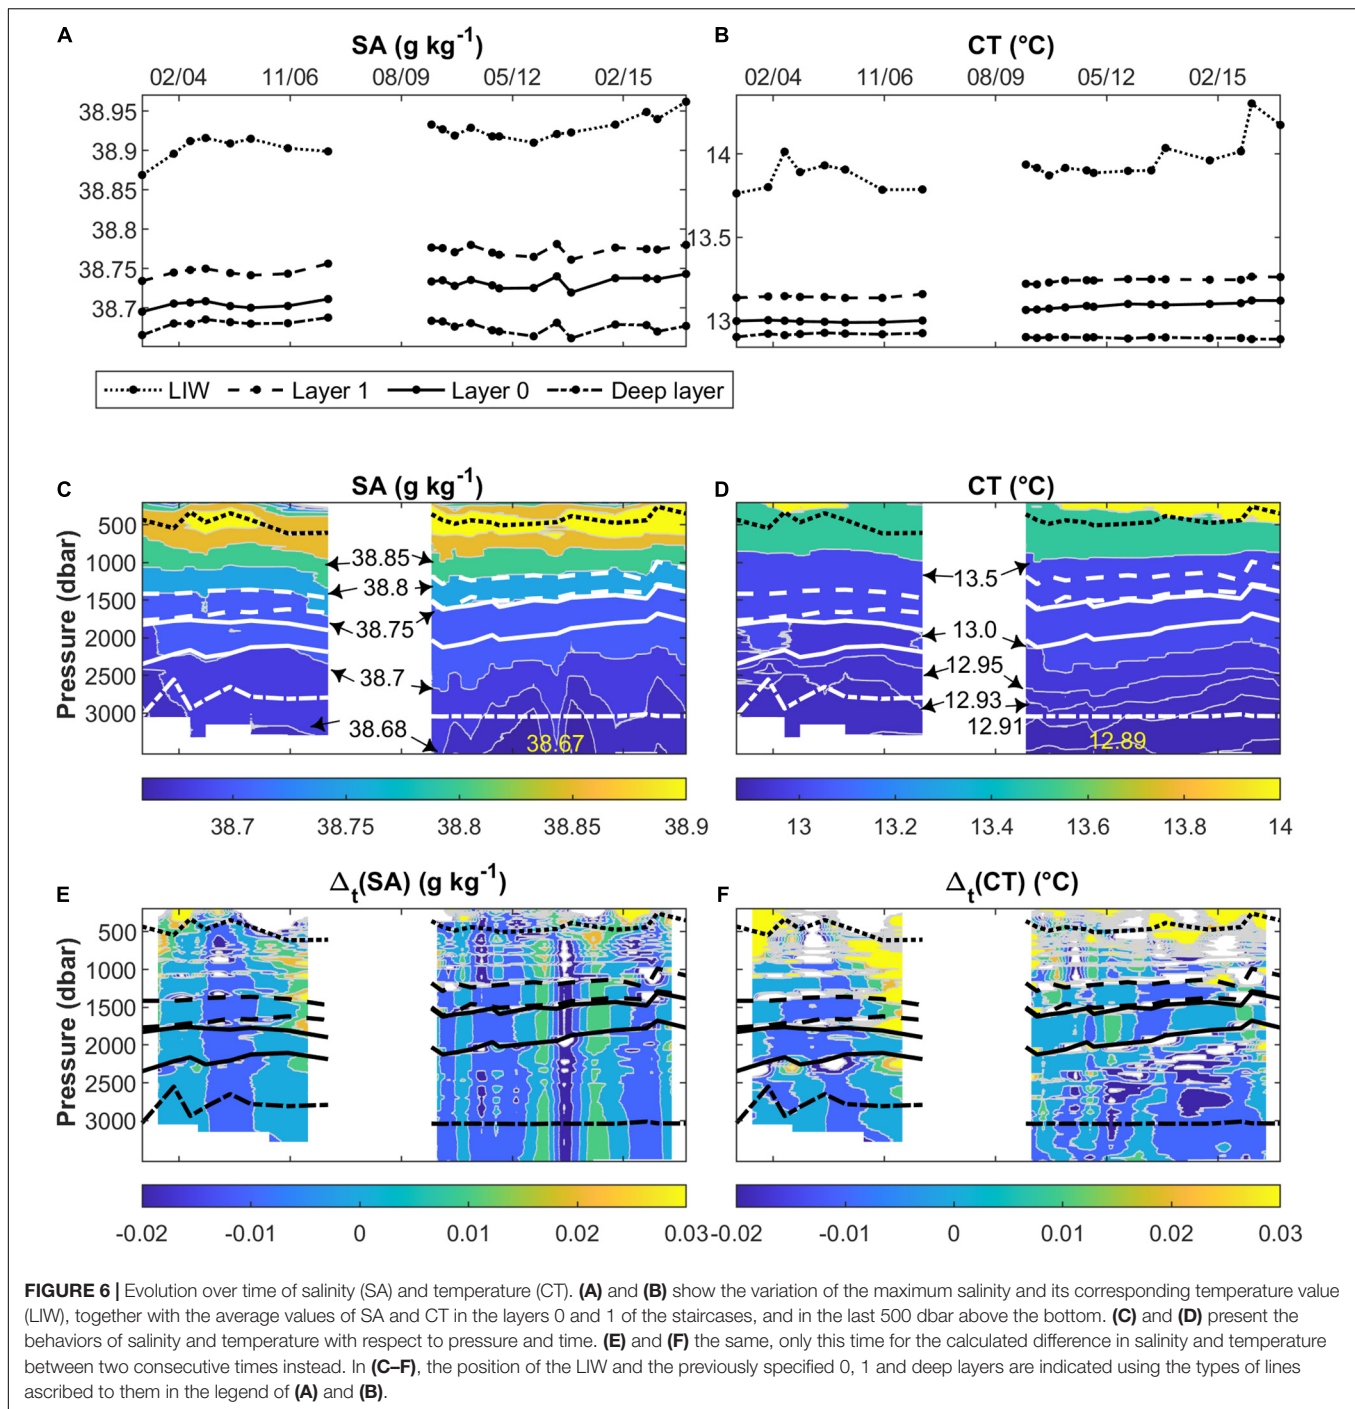 A
SA (g kg⁻¹)
02/04 11/06 08/09 05/12 02/15
38.95
38.9
38.85
38.8
38.75
38.7
B
CT (°C)
02/04 11/06 08/09 05/12 02/15
14
13.5
13
LIW Layer 1 Layer 0 Deep layer
C
SA (g kg⁻¹)
Pressure (dbar)
500
1000
1500
2000
2500
3000
38.85
38.8
38.75
38.7
38.68
38.67
38.7 38.75 38.8 38.85 38.9
D
CT (°C)
13.5
13.0
12.95
12.93
12.91
12.89
13 13.2 13.4 13.6 13.8 14
E
Δt(SA) (g kg⁻¹)
Pressure (dbar)
500
1000
1500
2000
2500
3000
-0.02 -0.01 0 0.01 0.02 0.03
F
Δt(CT) (°C)
-0.02 -0.01 0 0.01 0.02 0.03
FIGURE 6 | Evolution over time of salinity (SA) and temperature (CT). (A) and (B) show the variation of the maximum salinity and its corresponding temperature value
(LIW), together with the average values of SA and CT in the layers 0 and 1 of the staircases, and in the last 500 dbar above the bottom. (C) and (D) present the
behaviors of salinity and temperature with respect to pressure and time. (E) and (F) the same, only this time for the calculated difference in salinity and temperature
between two consecutive times instead. In (C–F), the position of the LIW and the previously specified 0, 1 and deep layers are indicated using the types of lines
ascribed to them in the legend of (A) and (B).